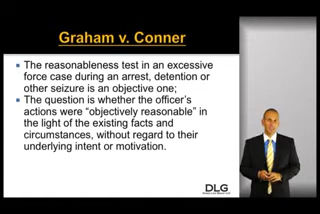 Graham v. Conner
▪ The reasonableness test in an excessive
force case during an arrest, detention or
other seizure is an objective one;
▪ The question is whether the officer's
actions were "objectively reasonable" in
the light of the existing facts and
circumstances, without regard to their
underlying intent or motivation.
DLG